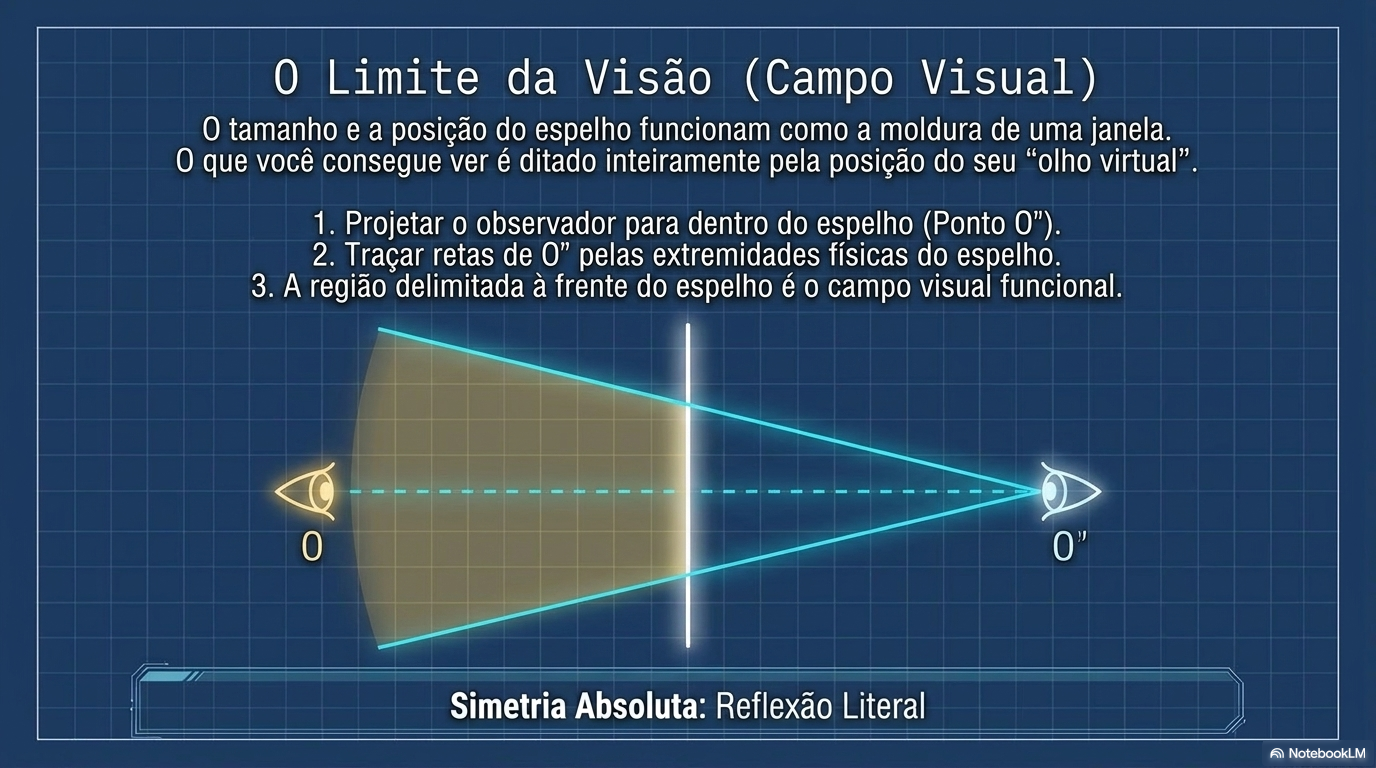 O Limite da Visão (Campo Visual)
O tamanho e a posição do espelho funcionam como a moldura de uma janela.
O que você consegue ver é ditado inteiramente pela posição do seu “olho virtual”.
1. Projetar o observador para dentro do espelho (Ponto O”).
2. Traçar retas de O” pelas extremidades físicas do espelho.
3. A região delimitada à frente do espelho é o campo visual funcional.
O
O”
Simetria Absoluta: Reflexão Literal
NotebookLM